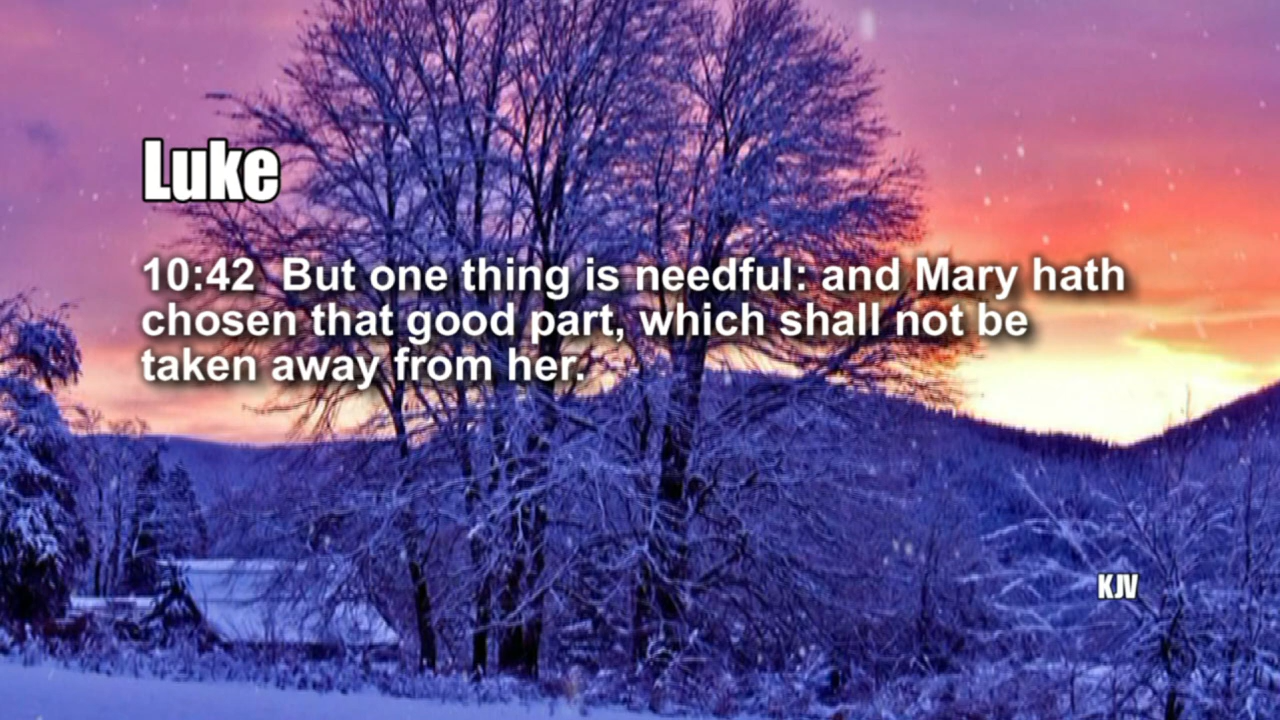 Luke
10:42  But one thing is needful: and Mary hath
chosen that good part, which shall not be
taken away from her.
KJV